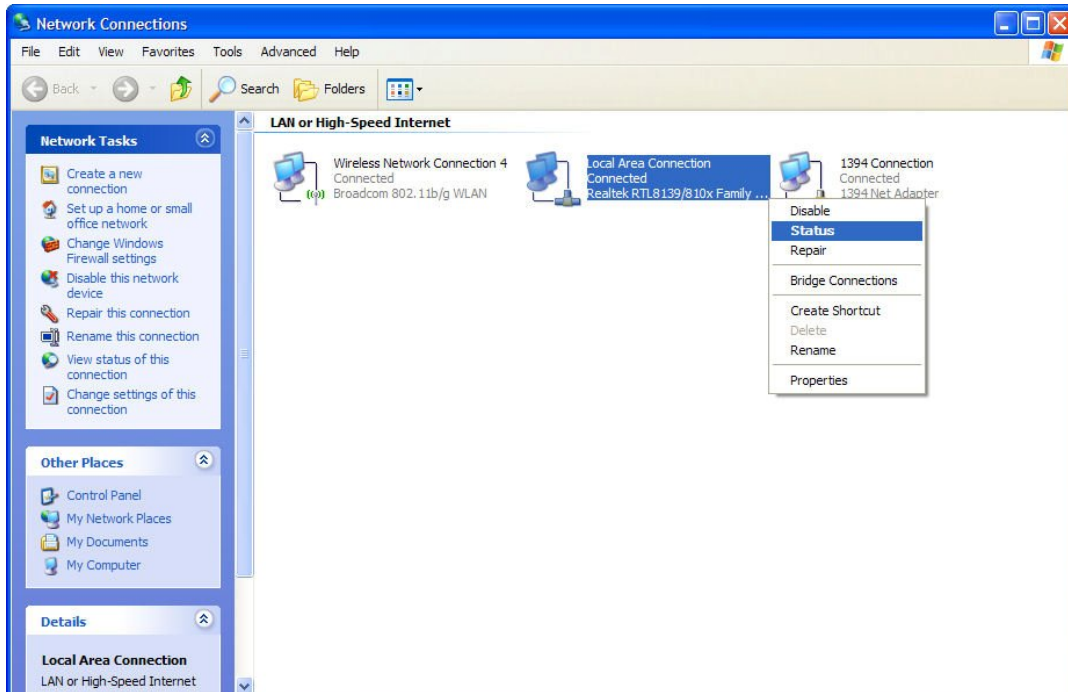 Network Connections
File Edit View Favorites Tools Advanced Help
Back Search Folders
Network Tasks
Create a new
connection
Set up a home or small
office network
Change Windows
Firewall settings
Disable this network
device
Repair this connection
Rename this connection
View status of this
connection
Change settings of this
connection
Other Places
Control Panel
My Network Places
My Documents
My Computer
Details
Local Area Connection
LAN or High-Speed Internet
LAN or High-Speed Internet
Wireless Network Connection 4
Connected
Broadcom 802.11b/g WLAN
Local Area Connection
Connected
Realtek RTL8139/810x Family ...
1394 Connection
Connected
1394 Net Adapter
Disable
Status
Repair
Bridge Connections
Create Shortcut
Delete
Rename
Properties